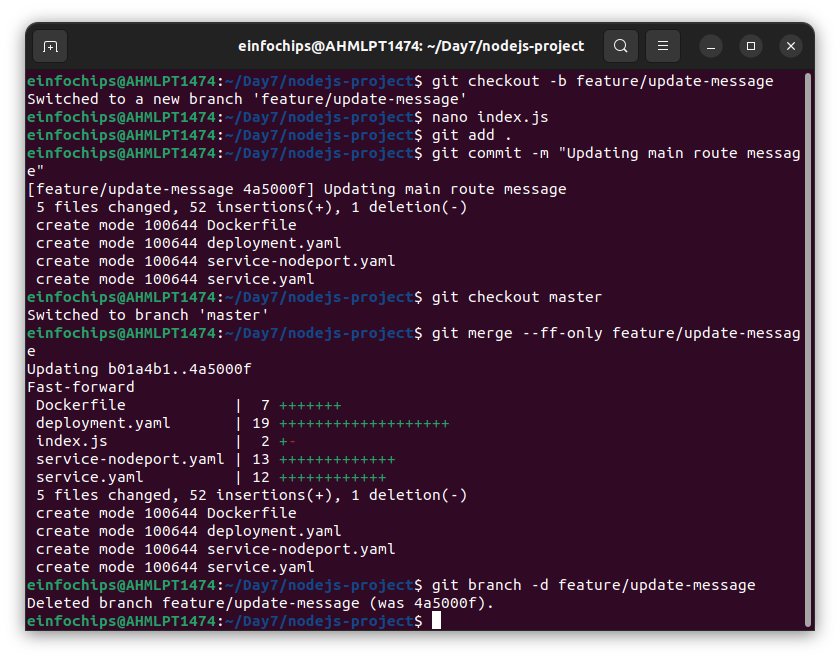 einfochips@AHMLPT1474: ~/Day7/nodejs-project
einfochips@AHMLPT1474:~/Day7/nodejs-project$ git checkout -b feature/update-message
Switched to a new branch 'feature/update-message'
einfochips@AHMLPT1474:~/Day7/nodejs-project$ nano index.js
einfochips@AHMLPT1474:~/Day7/nodejs-project$ git add .
einfochips@AHMLPT1474:~/Day7/nodejs-project$ git commit -m "Updating main route messag
e"
[feature/update-message 4a5000f] Updating main route message
 5 files changed, 52 insertions(+), 1 deletion(-)
 create mode 100644 Dockerfile
 create mode 100644 deployment.yaml
 create mode 100644 service-nodeport.yaml
 create mode 100644 service.yaml
einfochips@AHMLPT1474:~/Day7/nodejs-project$ git checkout master
Switched to branch 'master'
einfochips@AHMLPT1474:~/Day7/nodejs-project$ git merge --ff-only feature/update-messag
e
Updating b01a4b1..4a5000f
Fast-forward
 Dockerfile            |  7 +++++++
 deployment.yaml       | 19 +++++++++++++++++++
 index.js              |  2 +-
 service-nodeport.yaml | 13 +++++++++++++
 service.yaml          | 12 ++++++++++++
 5 files changed, 52 insertions(+), 1 deletion(-)
 create mode 100644 Dockerfile
 create mode 100644 deployment.yaml
 create mode 100644 service-nodeport.yaml
 create mode 100644 service.yaml
einfochips@AHMLPT1474:~/Day7/nodejs-project$ git branch -d feature/update-message
Deleted branch feature/update-message (was 4a5000f).
einfochips@AHMLPT1474:~/Day7/nodejs-project$